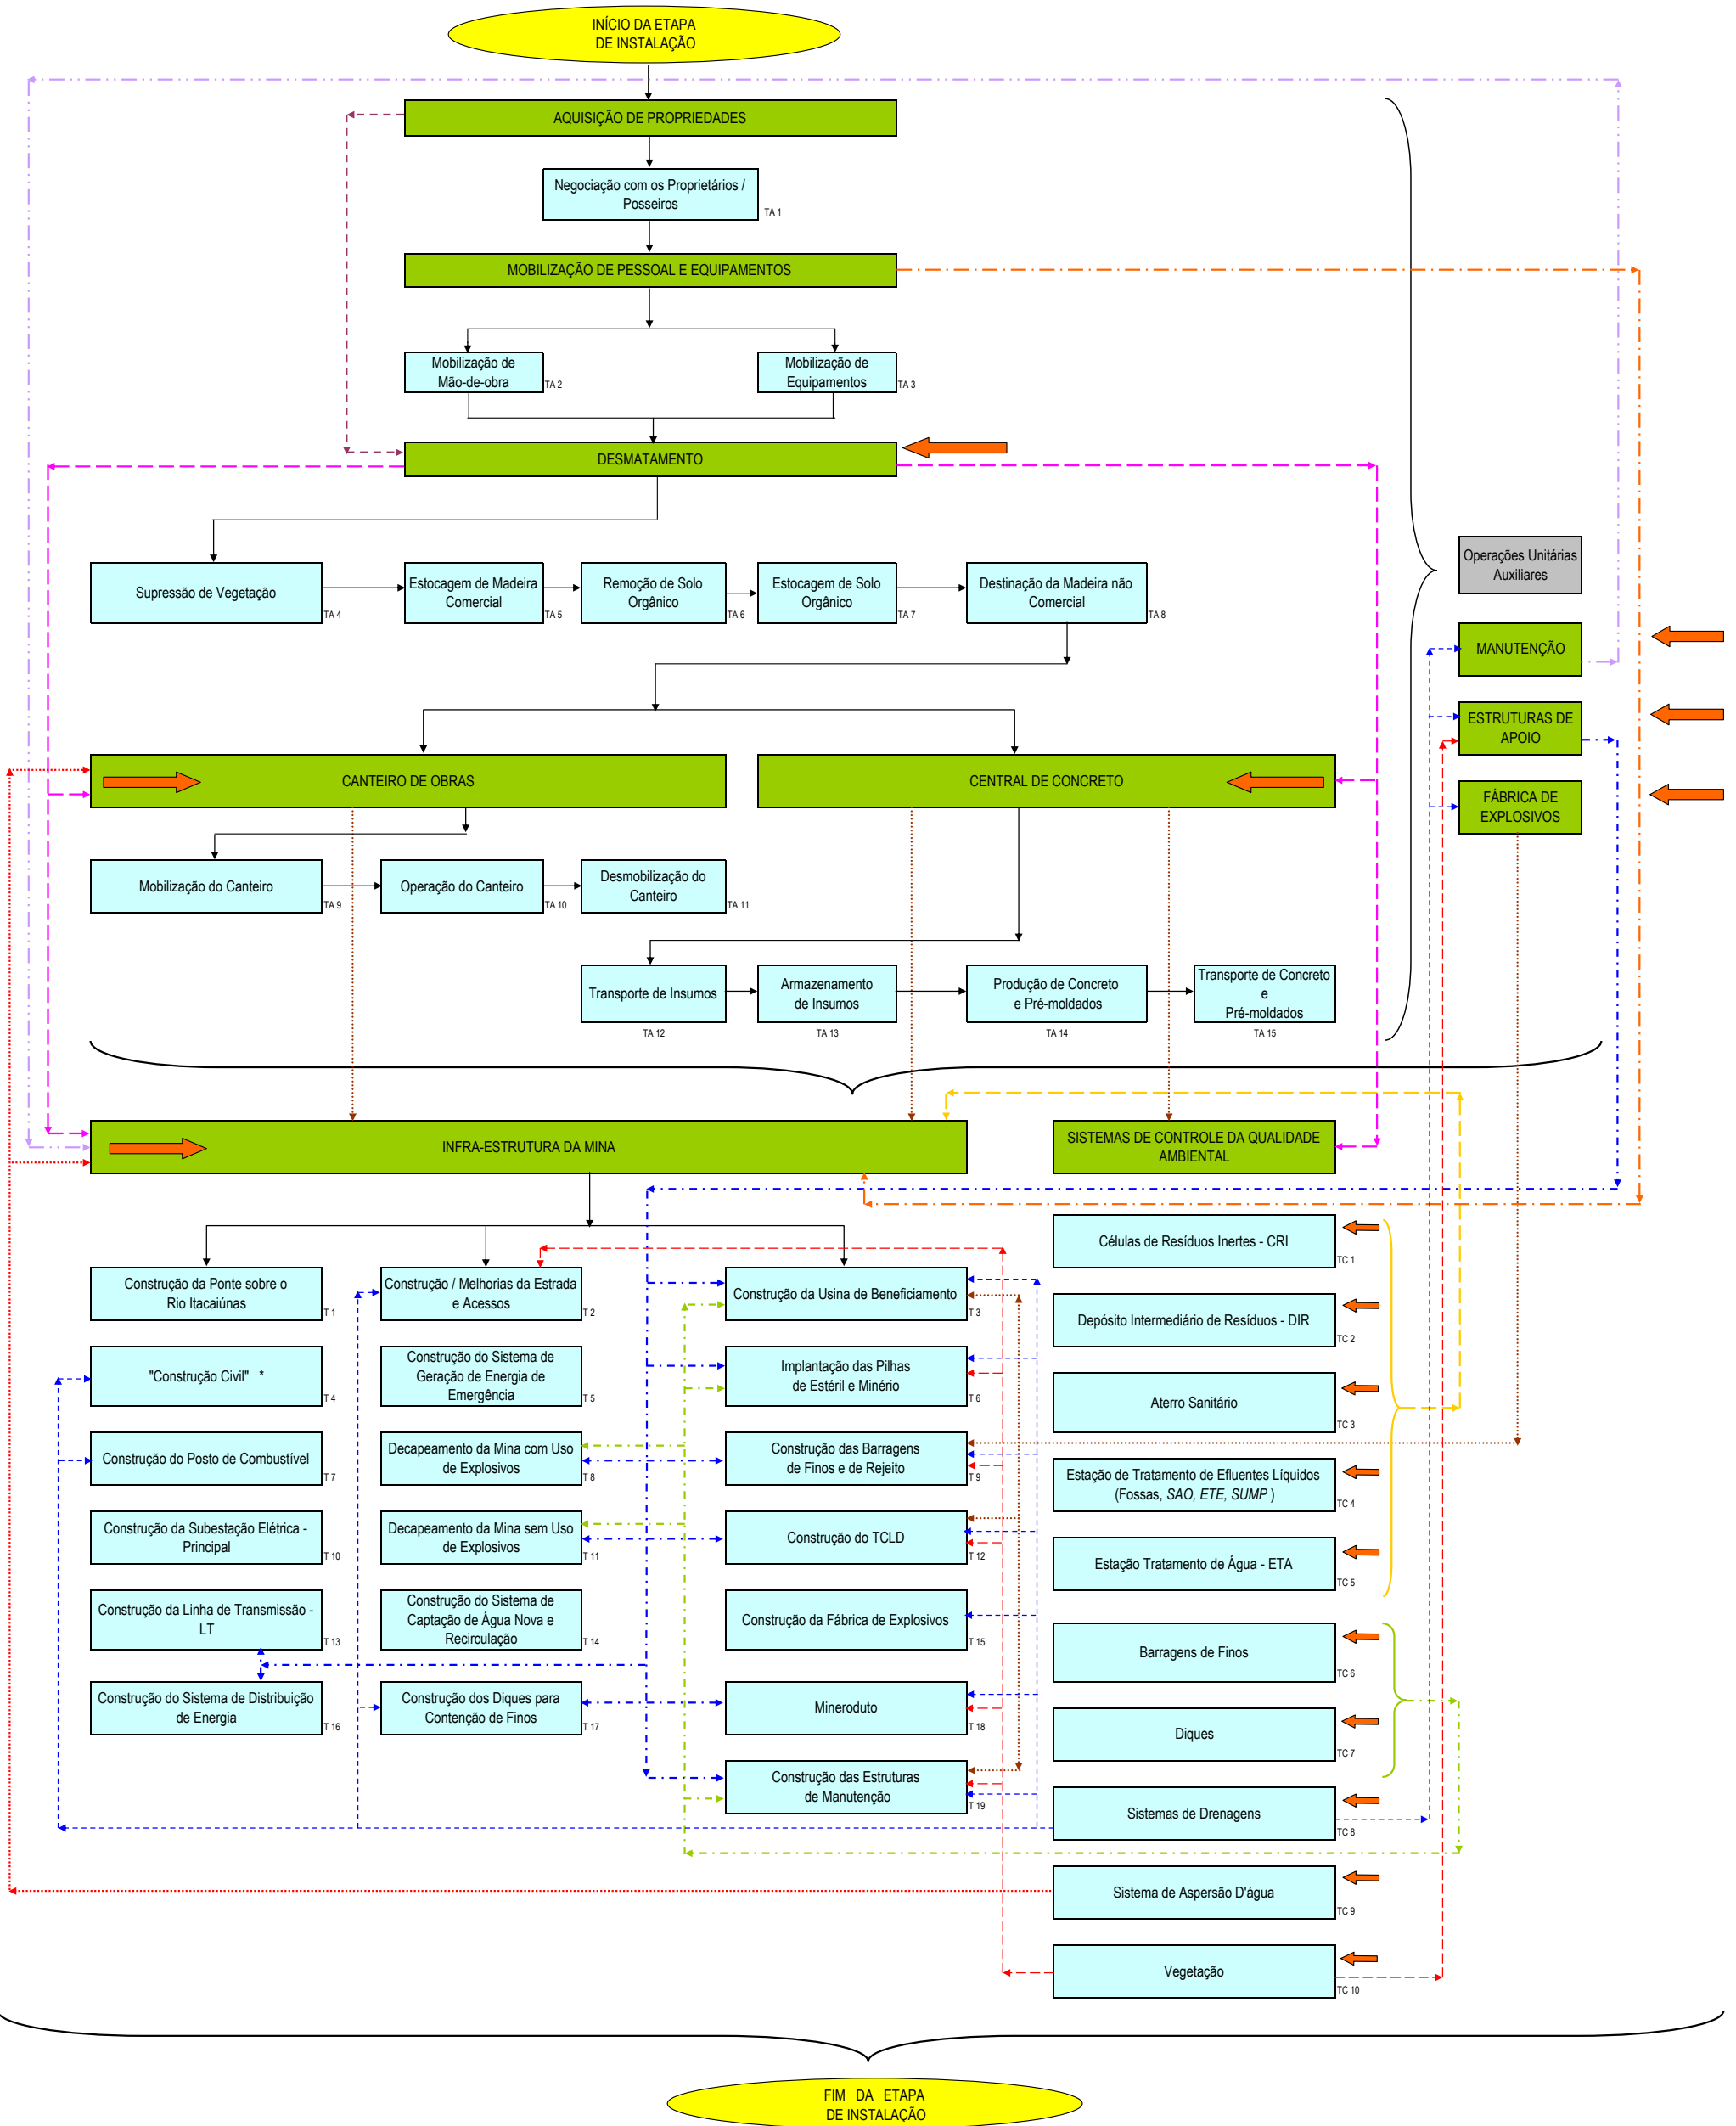 INÍCIO DA ETAPA
DE INSTALAÇÃO
AQUISIÇÃO DE PROPRIEDADES
Negociação com os Proprietários /
Posseiros
TA 1
MOBILIZAÇÃO DE PESSOAL E EQUIPAMENTOS
Mobilização de
Mão-de-obra
TA 2
Mobilização de
Equipamentos
TA 3
DESMATAMENTO
Supressão de Vegetação
TA 4
Estocagem de Madeira
Comercial
TA 5
Remoção de Solo
Orgânico
TA 6
Estocagem de Solo
Orgânico
TA 7
Destinação da Madeira não
Comercial
TA 8
Operações Unitárias
Auxiliares
MANUTENÇÃO
ESTRUTURAS DE
APOIO
FÁBRICA DE
EXPLOSIVOS
CANTEIRO DE OBRAS
CENTRAL DE CONCRETO
Mobilização do Canteiro
TA 9
Operação do Canteiro
TA 10
Desmobilização do
Canteiro
TA 11
Transporte de Insumos
TA 12
Armazenamento
de Insumos
TA 13
Produção de Concreto
e Pré-moldados
TA 14
Transporte de Concreto
e
Pré-moldados
TA 15
INFRA-ESTRUTURA DA MINA
SISTEMAS DE CONTROLE DA QUALIDADE
AMBIENTAL
Construção da Ponte sobre o
Rio Itacaiúnas
T 1
Construção / Melhorias da Estrada
e Acessos
T 2
Construção da Usina de Beneficiamento
T 3
"Construção Civil" *
T 4
Construção do Sistema de
Geração de Energia de
Emergência
T 5
Implantação das Pilhas
de Estéril e Minério
T 6
Construção do Posto de Combustível
T 7
Decapeamento da Mina com Uso
de Explosivos
T 8
Construção das Barragens
de Finos e de Rejeito
T 9
Construção da Subestação Elétrica -
Principal
T 10
Decapeamento da Mina sem Uso
de Explosivos
T 11
Construção do TCLD
T 12
Construção da Linha de Transmissão -
LT
T 13
Construção do Sistema de
Captação de Água Nova e
Recirculação
T 14
Construção da Fábrica de Explosivos
T 15
Construção do Sistema de Distribuição
de Energia
T 16
Construção dos Diques para
Contenção de Finos
T 17
Mineroduto
T 18
Construção das Estruturas
de Manutenção
T 19
Células de Resíduos Inertes - CRI
TC 1
Depósito Intermediário de Resíduos - DIR
TC 2
Aterro Sanitário
TC 3
Estação de Tratamento de Efluentes Líquidos
(Fossas, SAO, ETE, SUMP )
TC 4
Estação Tratamento de Água - ETA
TC 5
Barragens de Finos
TC 6
Diques
TC 7
Sistemas de Drenagens
TC 8
Sistema de Aspersão D'água
TC 9
Vegetação
TC 10
FIM DA ETAPA
DE INSTALAÇÃO